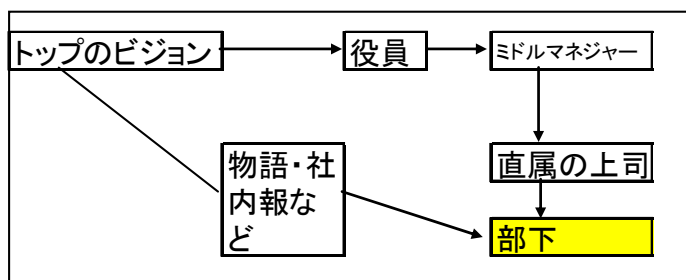 トップのビジョン
役員
ミドルマネジャー
物語・社
内報な
ど
直属の上司
部下